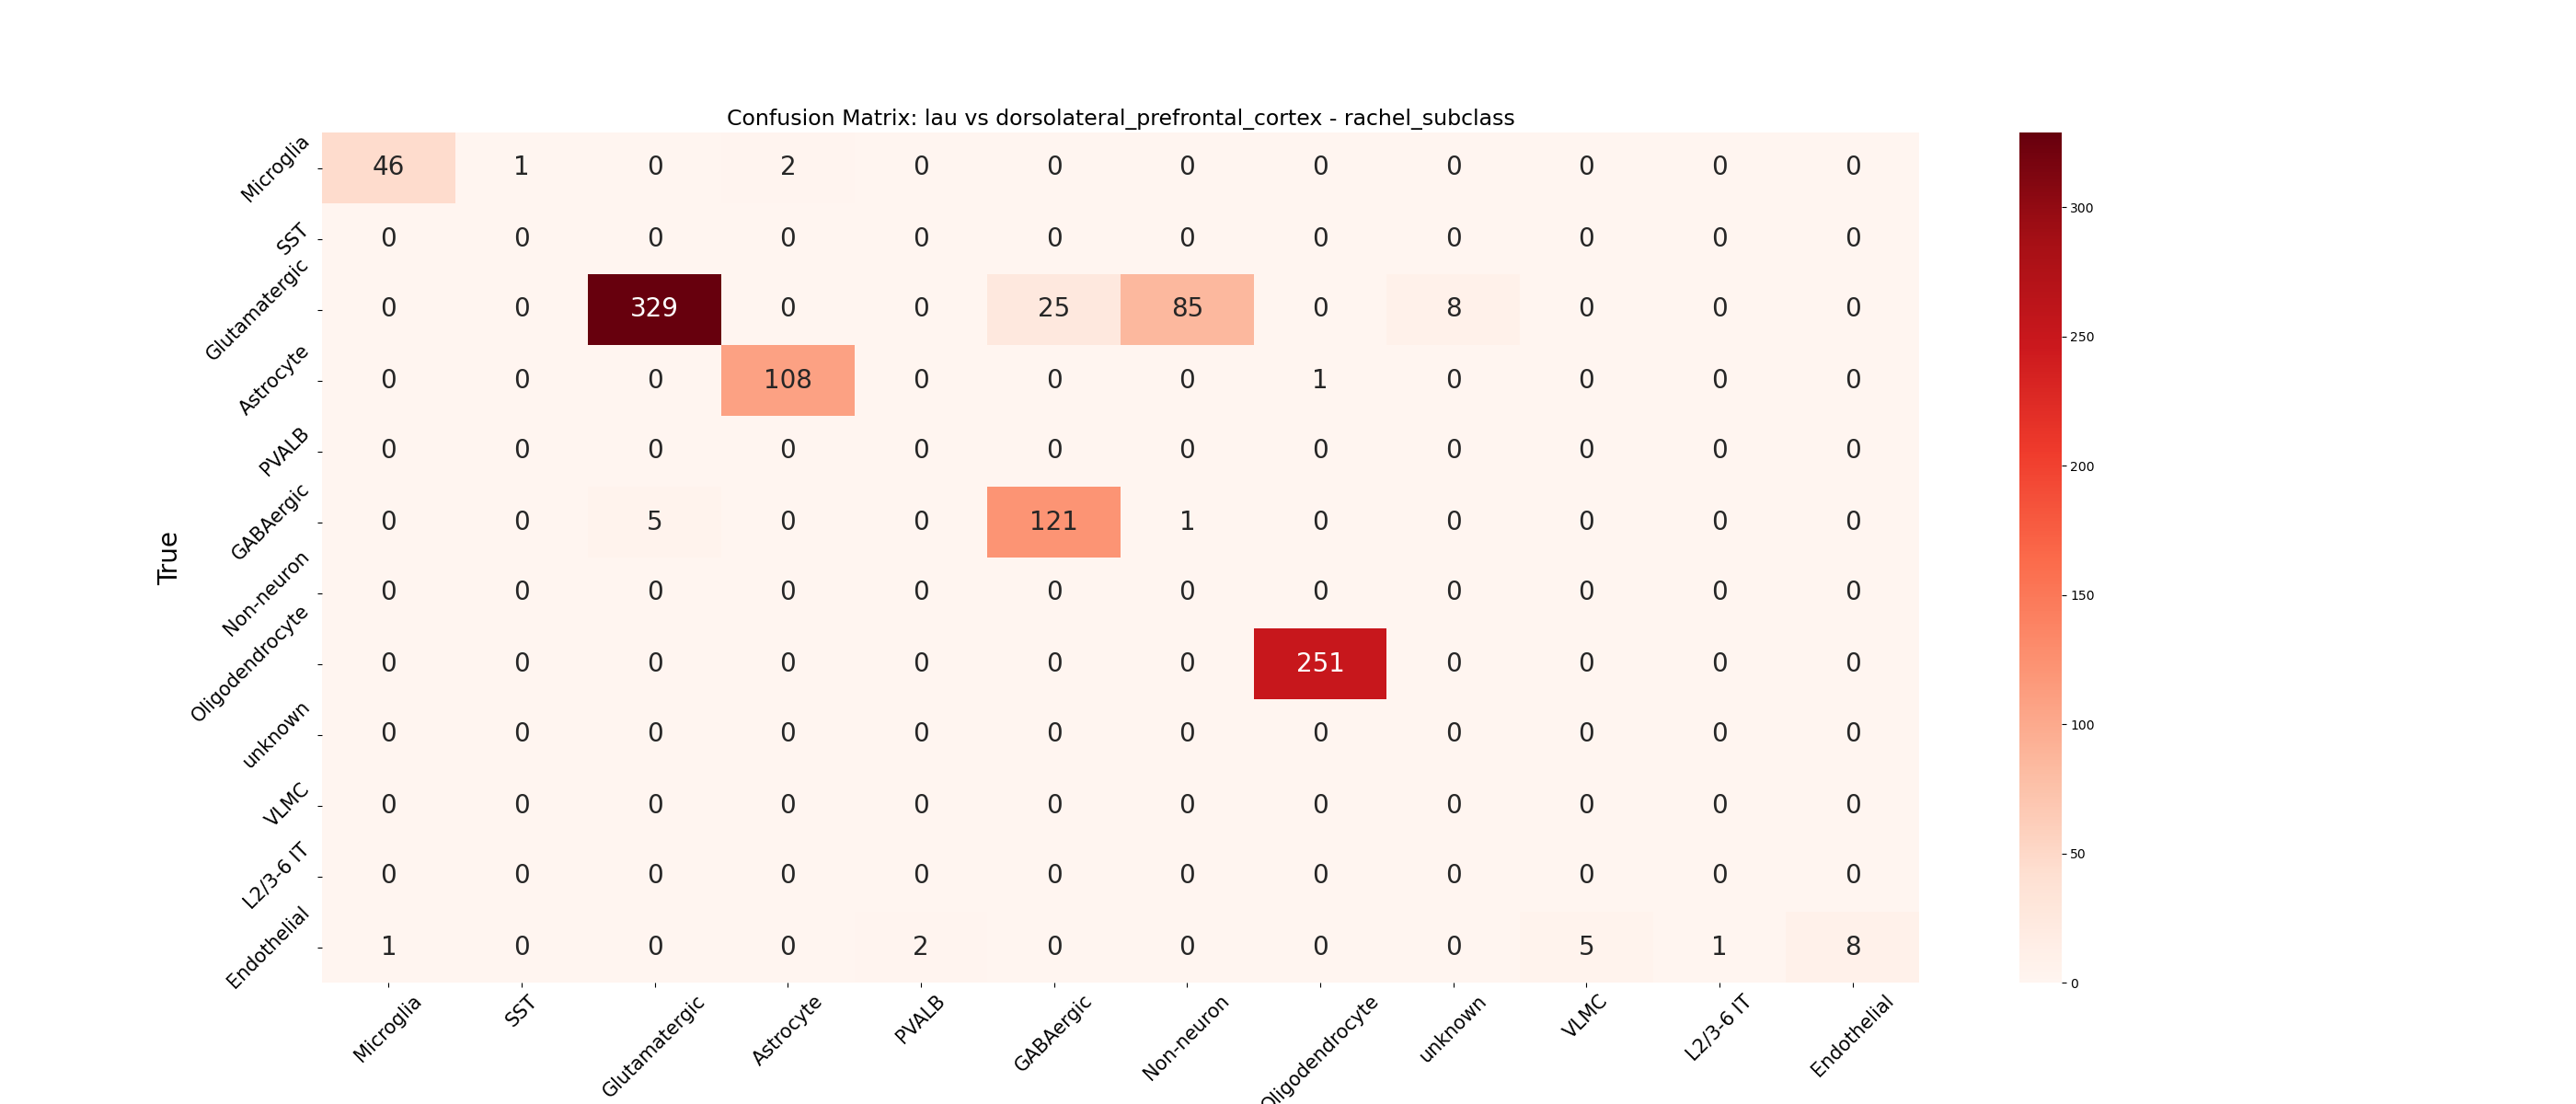 Confusion Matrix: lau vs dorsolateral_prefrontal_cortex - rachel_subclass
True
Microglia 46 1 0 2 0 0 0 0 0 0 0 0
SST 0 0 0 0 0 0 0 0 0 0 0 0
Glutamatergic 0 0 329 0 0 25 85 0 8 0 0 0
Astrocyte 0 0 0 108 0 0 0 1 0 0 0 0
PVALB 0 0 0 0 0 0 0 0 0 0 0 0
GABAergic 0 0 5 0 0 121 1 0 0 0 0 0
Non-neuron 0 0 0 0 0 0 0 0 0 0 0 0
Oligodendrocyte 0 0 0 0 0 0 0 251 0 0 0 0
unknown 0 0 0 0 0 0 0 0 0 0 0 0
VLMC 0 0 0 0 0 0 0 0 0 0 0 0
L2/3-6 IT 0 0 0 0 0 0 0 0 0 0 0 0
Endothelial 1 0 0 0 2 0 0 0 0 5 1 8
Microglia SST Glutamatergic Astrocyte PVALB GABAergic Non-neuron Oligodendrocyte unknown VLMC L2/3-6 IT Endothelial
300
250
200
150
100
50
0